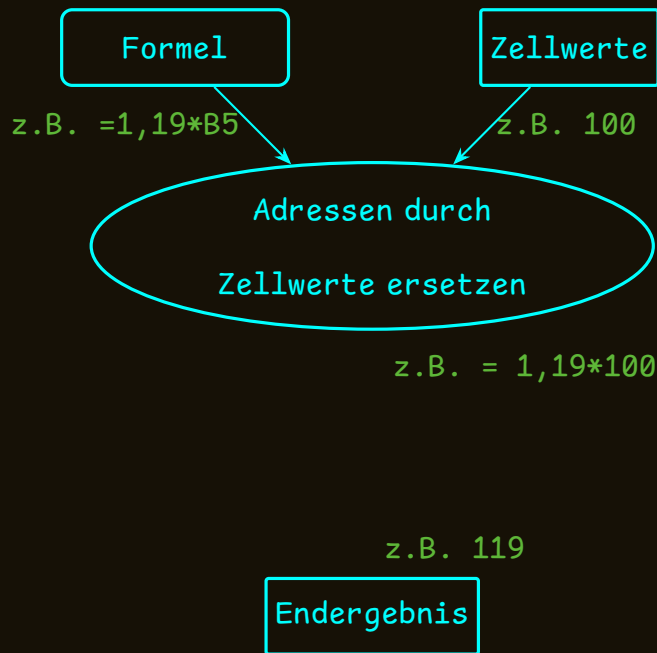 Formel
Zellwerte
z.B. =1,19*B5
z.B. 100
Adressen durch
Zellwerte ersetzen
z.B. = 1,19*100
z.B. 119
Endergebnis